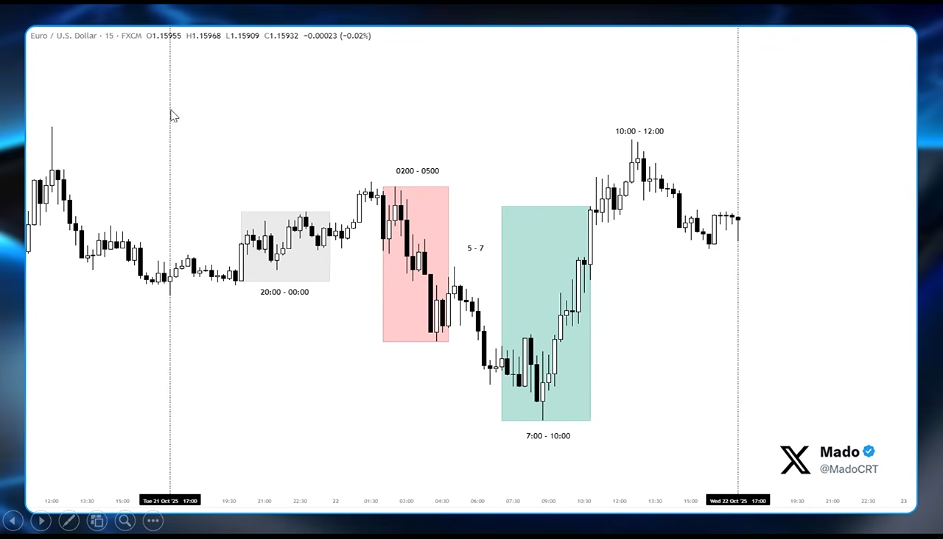 Euro / U.S. Dollar · 15 · FXCM O1.15955 H1.15968 L1.15909 C1.15932 −0.00023 (−0.02%)
10:00 - 12:00
0200 - 0500
5 - 7
20:00 - 00:00
7:00 - 10:00
Mado
@MadoCRT
12:00 13:30 15:00 Tue 21 Oct '25 17:00 19:30 21:00 22:30 22 01:30 03:00 04:30 06:00 07:30 09:00 10:30 12:00 13:30 15:00 Wed 22 Oct '25 17:00 19:30 21:00 22:30 23